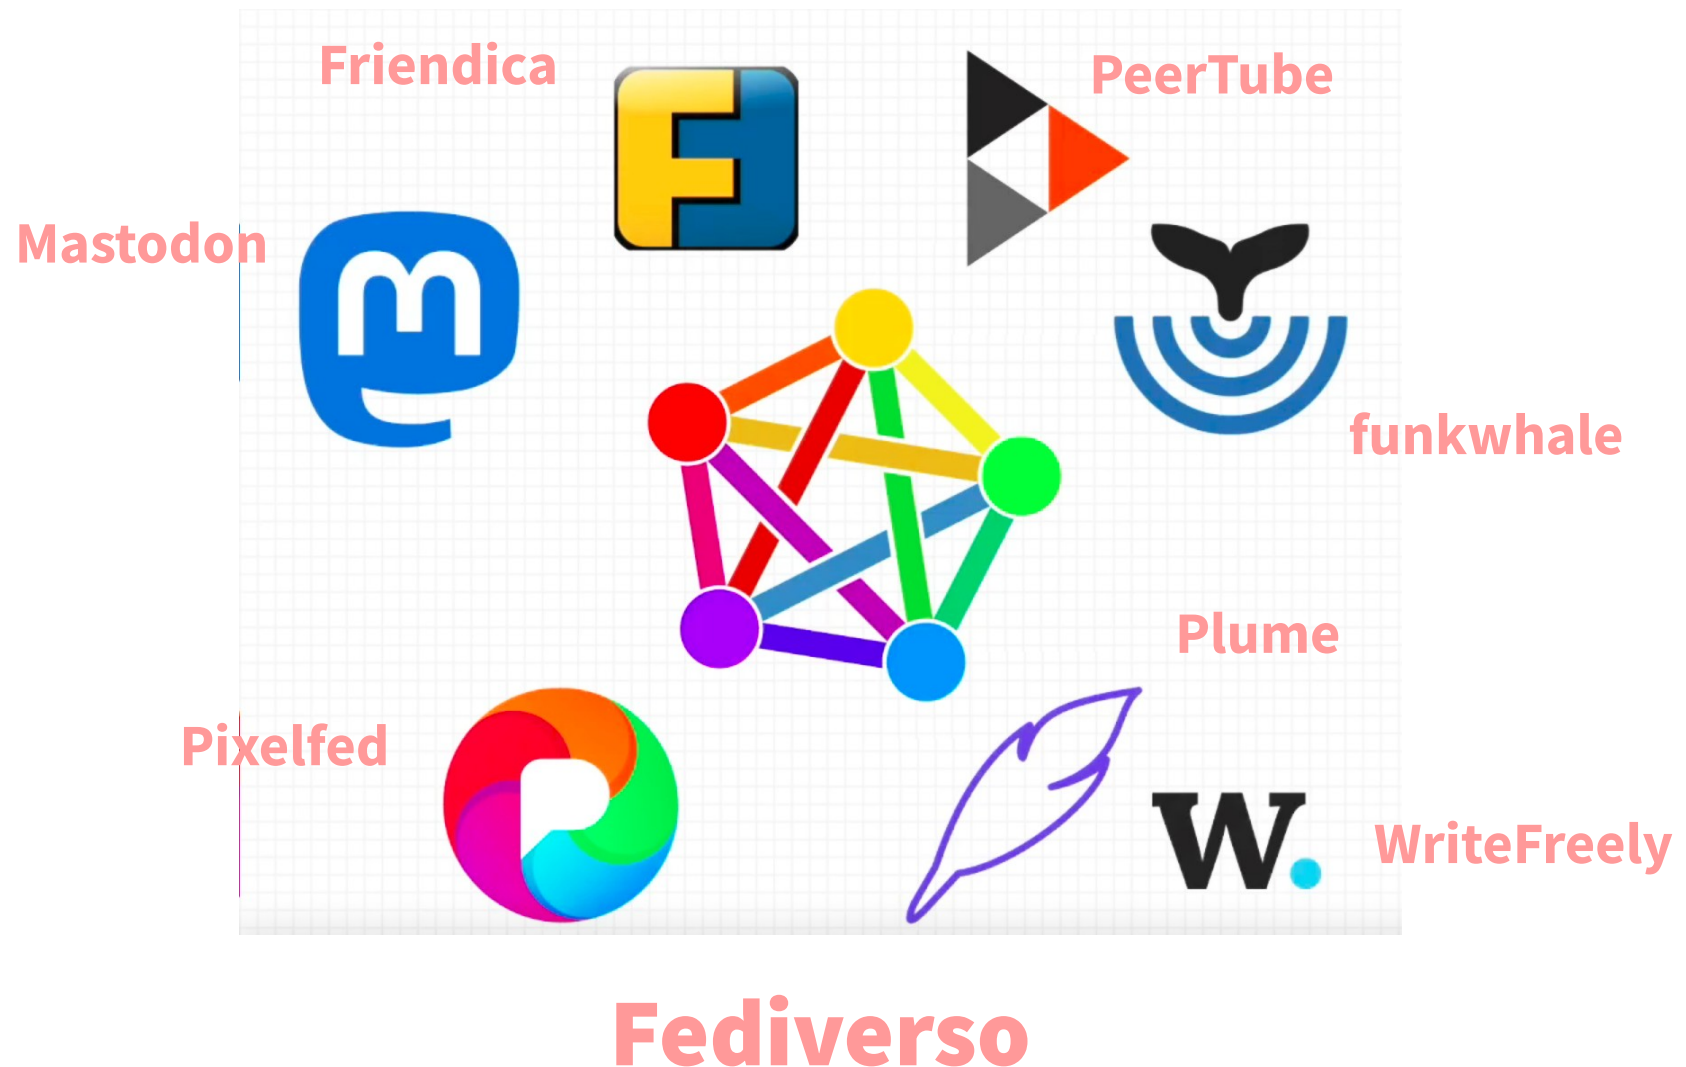 Friendica
PeerTube
Mastodon
funkwhale
Plume
Pixelfed
W.
WriteFreely
Fediverso